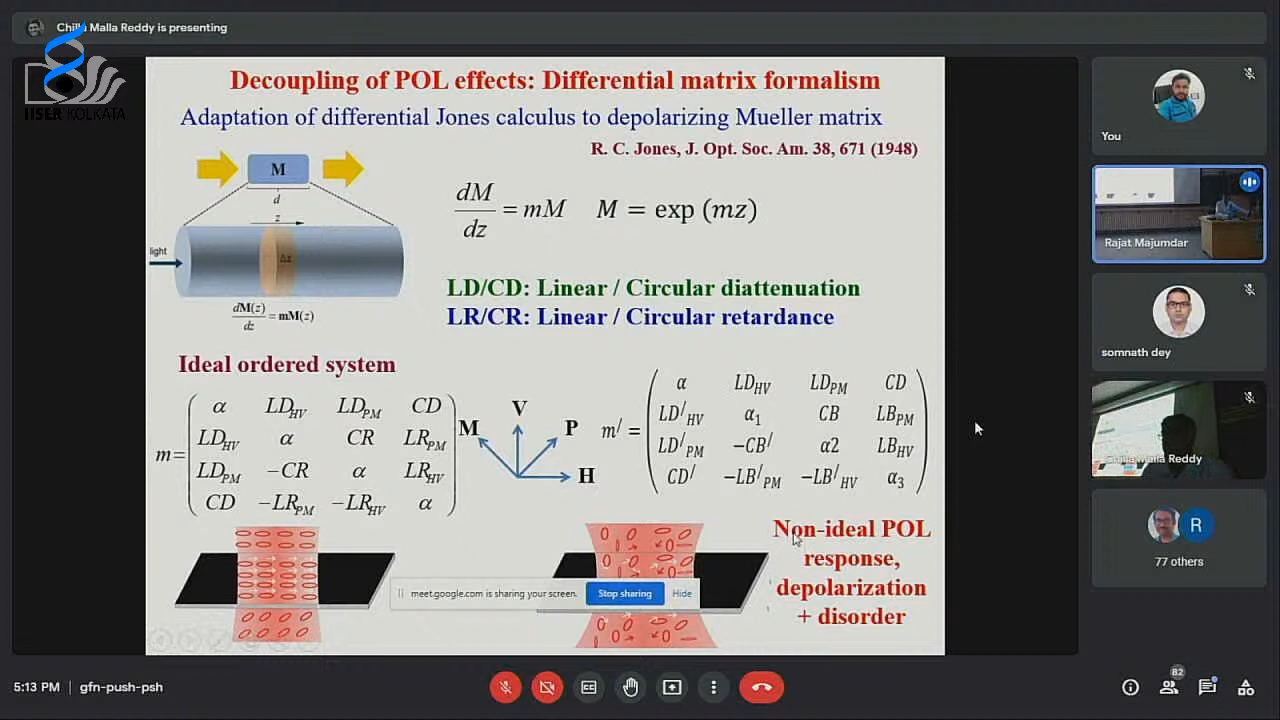 Chilla Malla Reddy is presenting
IISER KOLKATA
Decoupling of POL effects: Differential matrix formalism
Adaptation of differential Jones calculus to depolarizing Mueller matrix
R. C. Jones, J. Opt. Soc. Am. 38, 671 (1948)
M
d
z
light
Δz
dM(z)/dz = mM(z)
dM/dz = mM M = exp (mz)
LD/CD: Linear / Circular diattenuation
LR/CR: Linear / Circular retardance
Ideal ordered system
m=
α LD_HV LD_PM CD
LD_HV α CR LR_PM
LD_PM −CR α LR_HV
CD −LR_PM −LR_HV α
M V P H
m/ =
α LD_HV LD_PM CD
LD/_HV α₁ CB LB_PM
LD/_PM −CB/ α2 LB_HV
CD/ −LB/_PM −LB/_HV α₃
Non-ideal POL
response,
depolarization
+ disorder
meet.google.com is sharing your screen. Stop sharing Hide
You
Rajat Majumdar
somnath dey
Chilla Malla Reddy
R
77 others
5:13 PM | gfn-push-psh
82